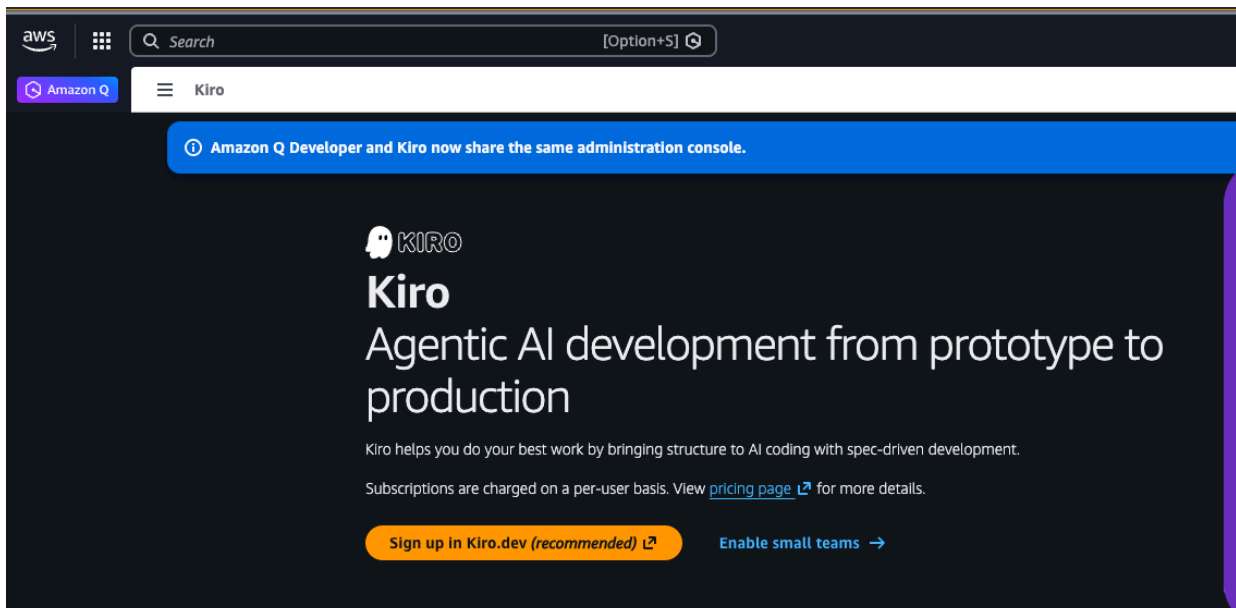 aws
Search [Option+S]
Amazon Q
Kiro
Amazon Q Developer and Kiro now share the same administration console.
KIRO
Kiro
Agentic AI development from prototype to
production
Kiro helps you do your best work by bringing structure to AI coding with spec-driven development.
Subscriptions are charged on a per-user basis. View pricing page for more details.
Sign up in Kiro.dev (recommended) Enable small teams →